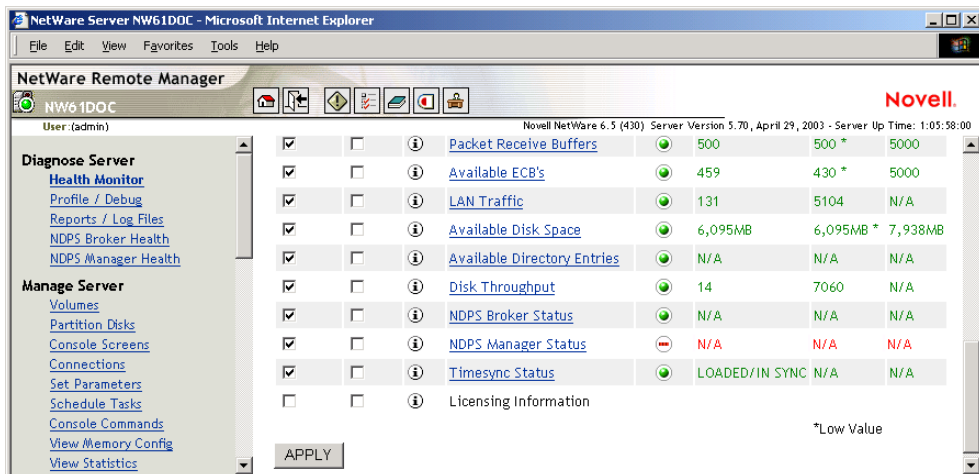 NetWare Server NW61DOC - Microsoft Internet Explorer
File Edit View Favorites Tools Help
NetWare Remote Manager
NW61DOC
Novell.
User:(admin)
Novell NetWare 6.5 (430) Server Version 5.70, April 29, 2003 - Server Up Time: 1:05:58:00
Diagnose Server
Health Monitor
Profile / Debug
Reports / Log Files
NDPS Broker Health
NDPS Manager Health
Manage Server
Volumes
Partition Disks
Console Screens
Connections
Set Parameters
Schedule Tasks
Console Commands
View Memory Config
View Statistics
Packet Receive Buffers 500 500 * 5000
Available ECB's 459 430 * 5000
LAN Traffic 131 5104 N/A
Available Disk Space 6,095MB 6,095MB * 7,938MB
Available Directory Entries N/A N/A N/A
Disk Throughput 14 7060 N/A
NDPS Broker Status N/A N/A N/A
NDPS Manager Status N/A N/A N/A
Timesync Status LOADED/IN SYNC N/A N/A
Licensing Information
*Low Value
APPLY